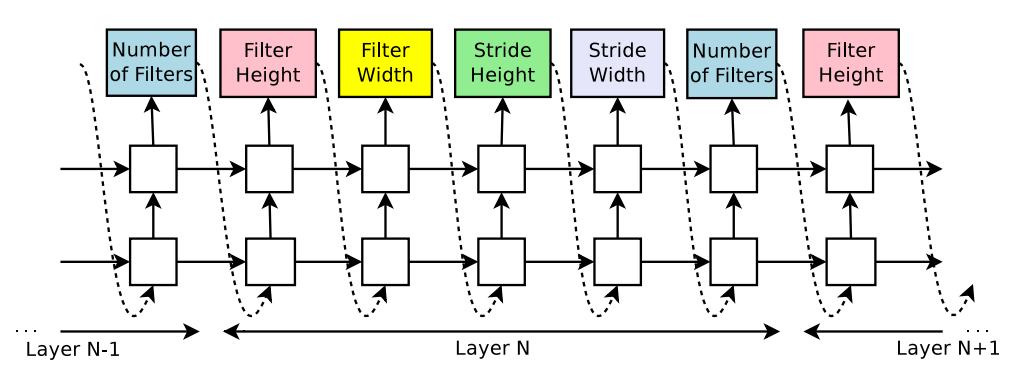 Number
of Filters
Filter
Height
Filter
Width
Stride
Height
Stride
Width
Number
of Filters
Filter
Height
...
Layer N-1
Layer N
...
Layer N+1